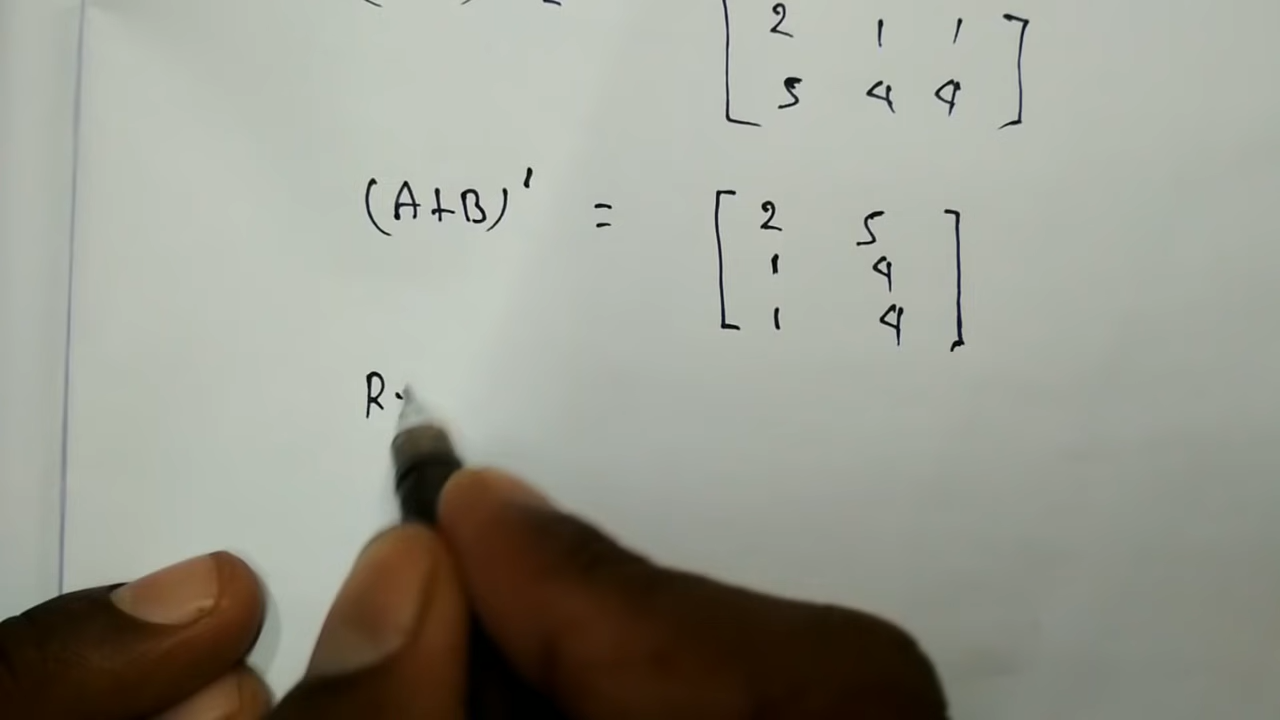 2 1 1
5 4 4
(A+B)' = [ 2 5
1 4
1 4 ]
R.